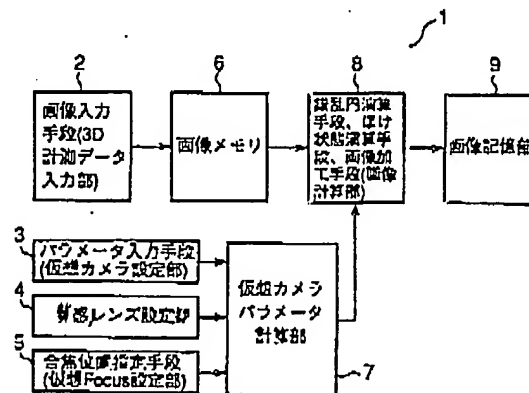 1
2
6
8
9
画像入力
手段(3D
計測データ
入力部)
画像メモリ
錯乱円演算
手段、ぼけ
状態演算手
段、画像加
工手段(画像
計算部)
画像記憶部
3
パラメータ入力手段
(仮想カメラ設定部)
4
質感レンズ設定部
5
合焦位置指定手段
(仮想Focus設定部)
仮想カメラ
パラメータ
計算部
7